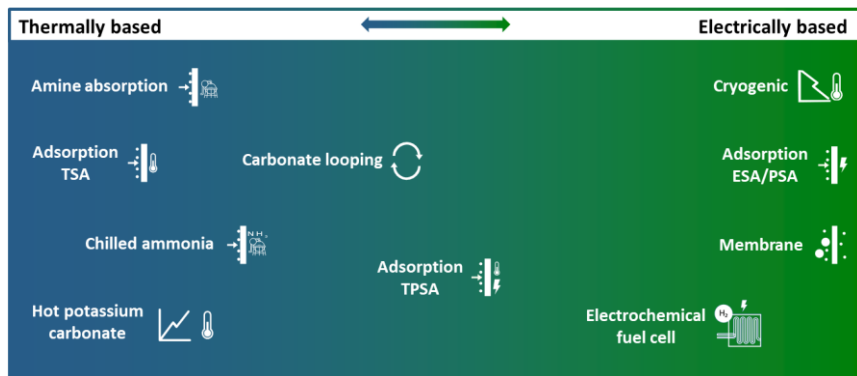 Thermally based
Electrically based
Amine absorption
Cryogenic
Adsorption
TSA
Carbonate looping
Adsorption
ESA/PSA
NH₃
Chilled ammonia
Membrane
Adsorption
TPSA
Hot potassium
carbonate
H₂
Electrochemical
fuel cell